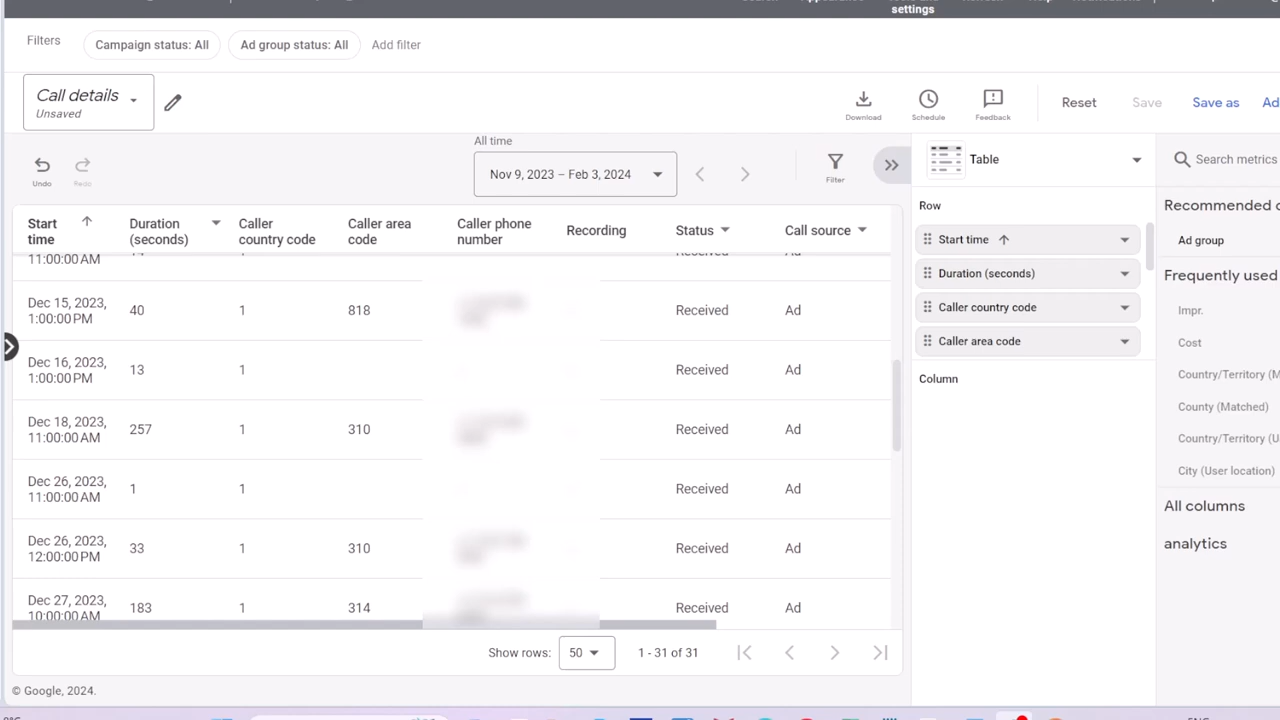 settings
Filters
Campaign status: All
Ad group status: All
Add filter
Call details
Unsaved
Download
Schedule
Feedback
Reset
Save
Save as
All time
Undo
Redo
Nov 9, 2023 – Feb 3, 2024
Filter
Table
Search metrics
Start time
Duration (seconds)
Caller country code
Caller area code
Caller phone number
Recording
Status
Call source
11:00:00 AM
Dec 15, 2023, 1:00:00 PM 40 1 818 Received Ad
Dec 16, 2023, 1:00:00 PM 13 1 Received Ad
Dec 18, 2023, 11:00:00 AM 257 1 310 Received Ad
Dec 26, 2023, 11:00:00 AM 1 1 Received Ad
Dec 26, 2023, 12:00:00 PM 33 1 310 Received Ad
Dec 27, 2023, 10:00:00 AM 183 1 314 Received Ad
Show rows: 50 1 - 31 of 31
© Google, 2024.
Row
Start time
Duration (seconds)
Caller country code
Caller area code
Column
Recommended
Ad group
Frequently used
Impr.
Cost
Country/Territory
County (Matched)
Country/Territory
City (User location)
All columns
analytics